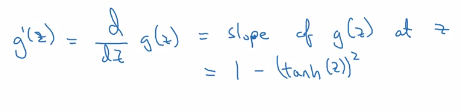 g'(z) = d/dz g(z) = slope of g(z) at z
= 1 - (tanh(z))²